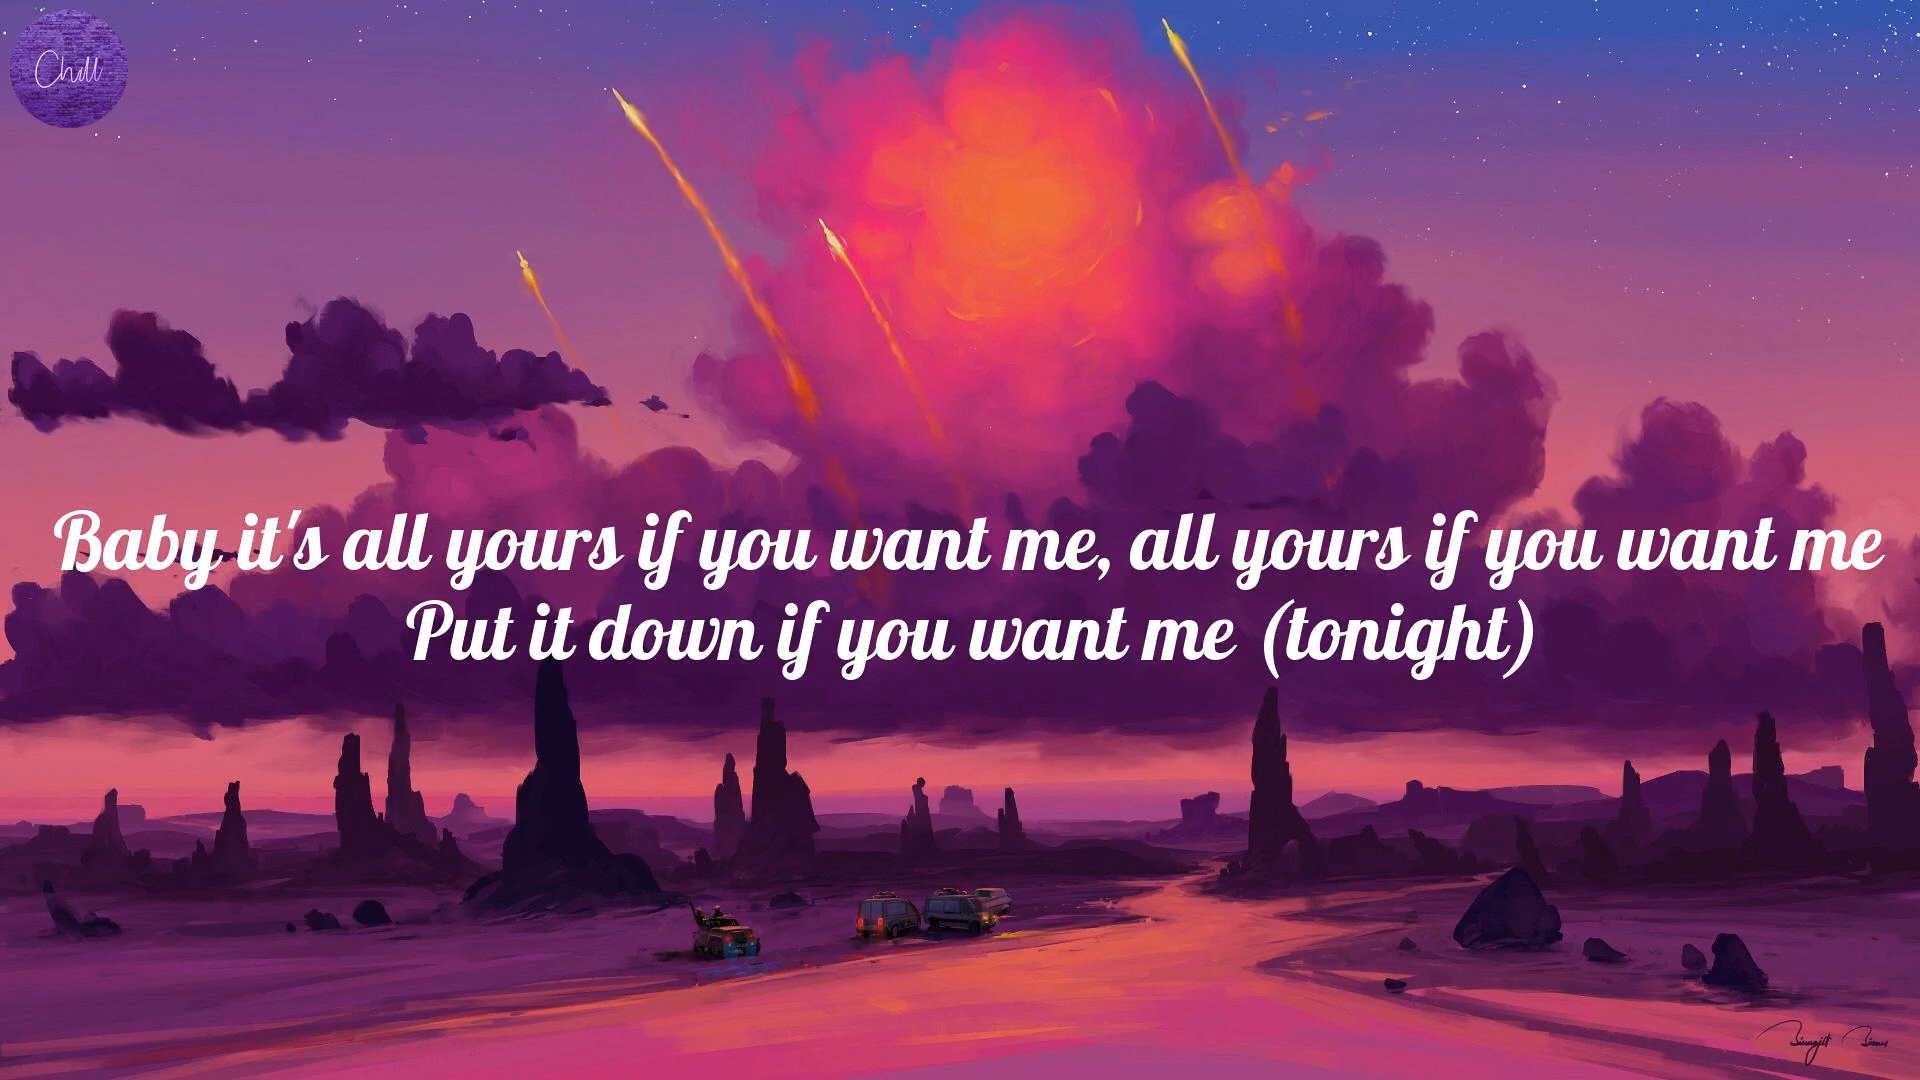 Chill
Baby it's all yours if you want me, all yours if you want me
Put it down if you want me (tonight)